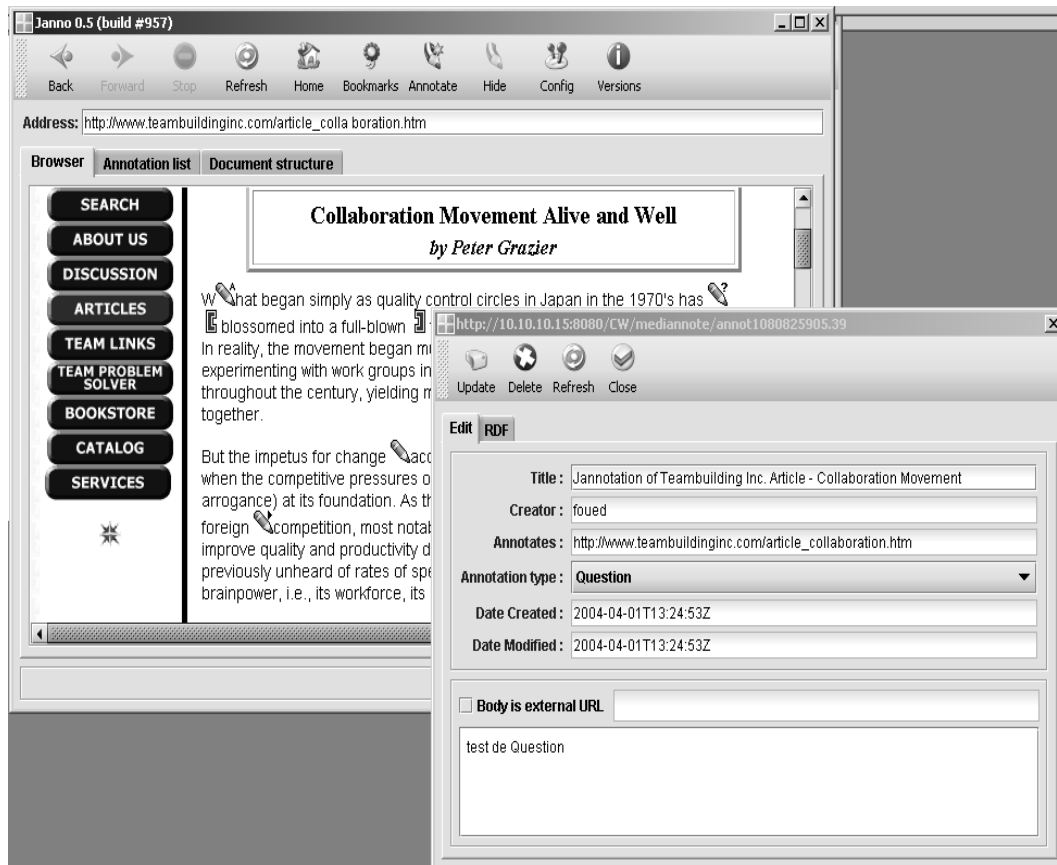 Janno 0.5 (build #957)
Back Forward Stop Refresh Home Bookmarks Annotate Hide Config Versions
Address: http://www.teambuildinginc.com/article_colla boration.htm
Browser Annotation list Document structure
SEARCH
ABOUT US
DISCUSSION
ARTICLES
TEAM LINKS
TEAM PROBLEM
SOLVER
BOOKSTORE
CATALOG
SERVICES
Collaboration Movement Alive and Well
by Peter Grazier
What began simply as quality control circles in Japan in the 1970's has ?
blossomed into a full-blown
In reality, the movement began
experimenting with work groups in
throughout the century, yielding
together.
But the impetus for change
when the competitive pressures
arrogance) at its foundation. As
foreign competition, most
improve quality and productivity
previously unheard of rates of
brainpower, i.e., its workforce, its
http://10.10.10.15:8080/CW/mediannote/annot1080825905.39
Update Delete Refresh Close
Edit RDF
Title : Jannotation of Teambuilding Inc. Article - Collaboration Movement
Creator : foued
Annotates : http://www.teambuildinginc.com/article_collaboration.htm
Annotation type : Question
Date Created : 2004-04-01T13:24:53Z
Date Modified : 2004-04-01T13:24:53Z
Body is external URL
test de Question